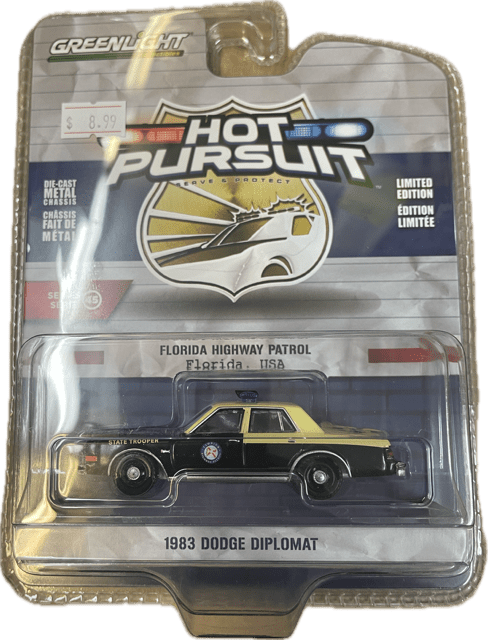 GREENLIGHT
$ 8.99
HOT
PURSUIT
SERVE & PROTECT
DIE-CAST
METAL
CHASSIS
CHÂSSIS
FAIT DE
MÉTAL
LIMITED
EDITION
ÉDITION
LIMITÉE
45
FLORIDA HIGHWAY PATROL
Florida, USA
STATE TROOPER
1983 DODGE DIPLOMAT